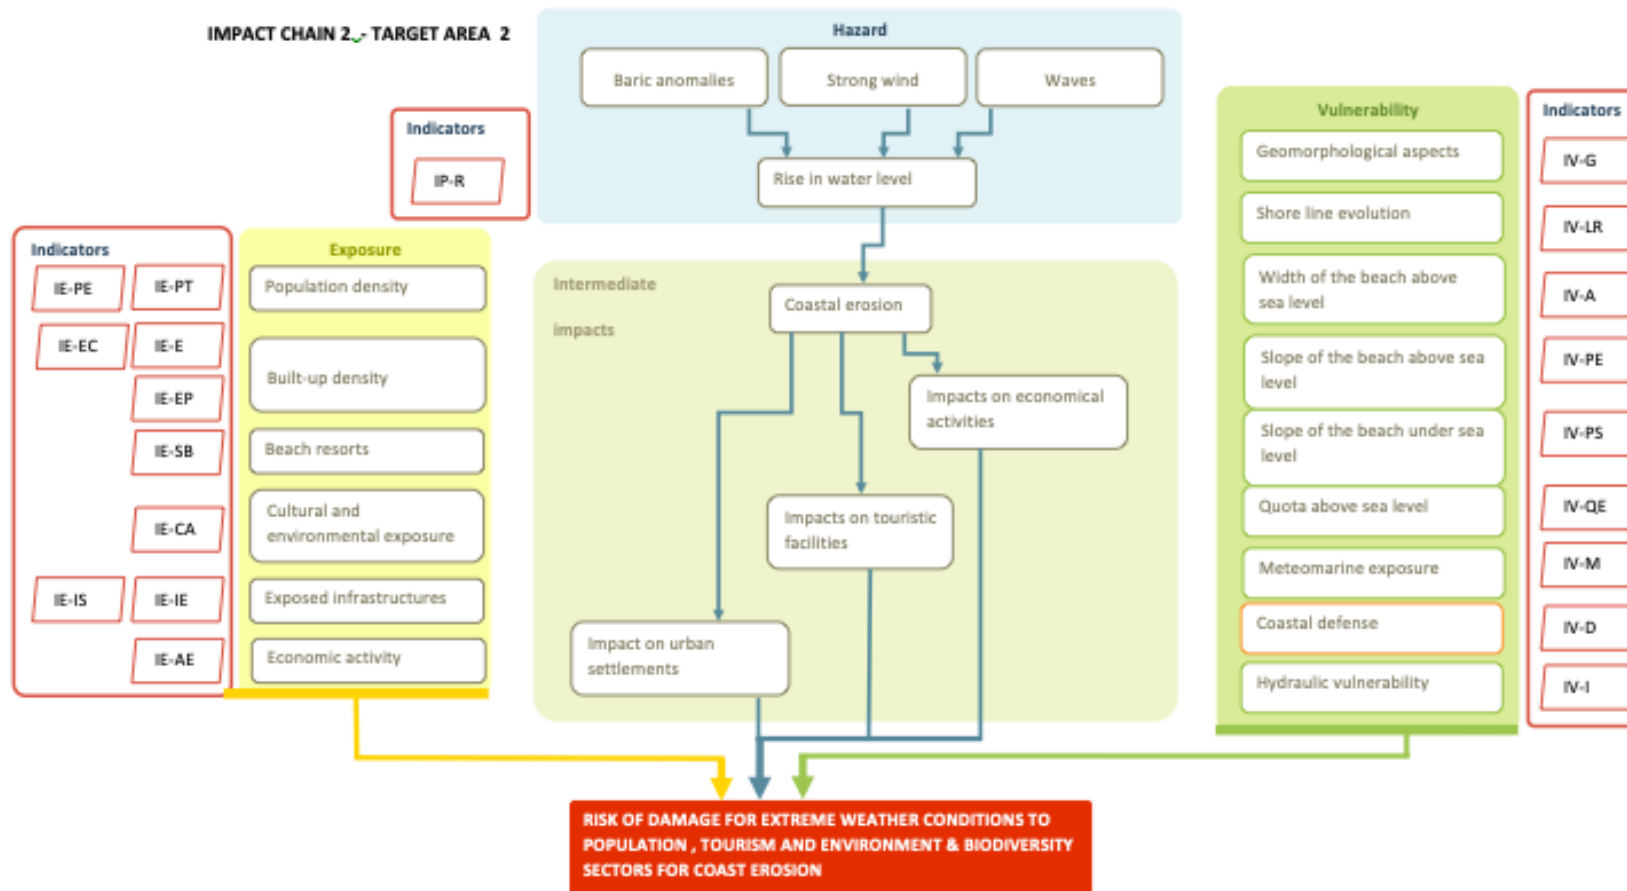 IMPACT CHAIN 2 - TARGET AREA 2
Hazard
Baric anomalies
Strong wind
Waves
Rise in water level
Indicators
IP-R
Indicators
IE-PE
IE-PT
IE-EC
IE-E
IE-EP
IE-SB
IE-CA
IE-IS
IE-IE
IE-AE
Exposure
Population density
Built-up density
Beach resorts
Cultural and
environmental exposure
Exposed infrastructures
Economic activity
Intermediate
impacts
Coastal erosion
Impacts on economical
activities
Impacts on touristic
facilities
Impact on urban
settlements
Vulnerability
Geomorphological aspects
Shore line evolution
Width of the beach above
sea level
Slope of the beach above sea
level
Slope of the beach under sea
level
Quota above sea level
Meteomarine exposure
Coastal defense
Hydraulic vulnerability
Indicators
IV-G
IV-LR
IV-A
IV-PE
IV-PS
IV-QE
IV-M
IV-D
IV-I
RISK OF DAMAGE FOR EXTREME WEATHER CONDITIONS TO
POPULATION , TOURISM AND ENVIRONMENT & BIODIVERSITY
SECTORS FOR COAST EROSION